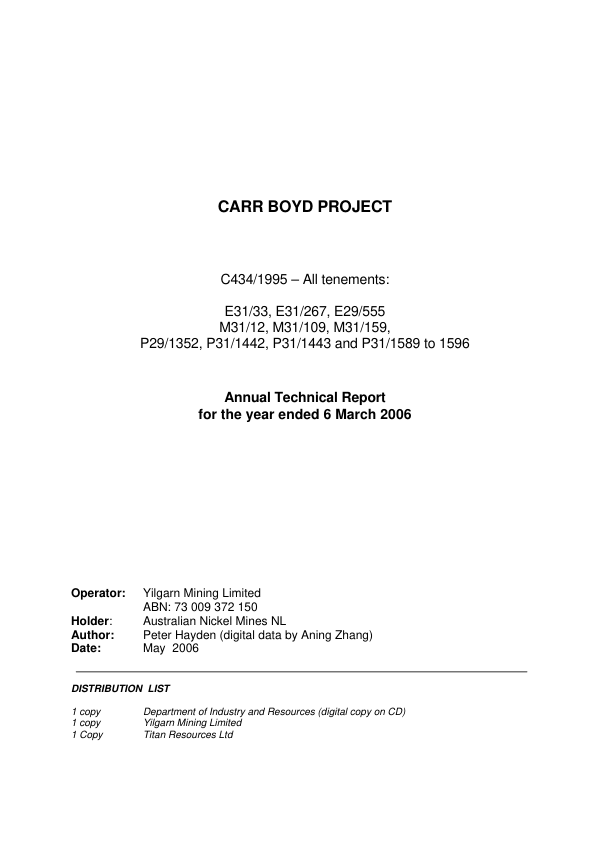 CARR BOYD PROJECT
C434/1995 – All tenements:
E31/33, E31/267, E29/555
M31/12, M31/109, M31/159,
P29/1352, P31/1442, P31/1443 and P31/1589 to 1596
Annual Technical Report
for the year ended 6 March 2006
Operator: Yilgarn Mining Limited
ABN: 73 009 372 150
Holder: Australian Nickel Mines NL
Author: Peter Hayden (digital data by Aning Zhang)
Date: May 2006
DISTRIBUTION LIST
1 copy Department of Industry and Resources (digital copy on CD)
1 copy Yilgarn Mining Limited
1 Copy Titan Resources Ltd